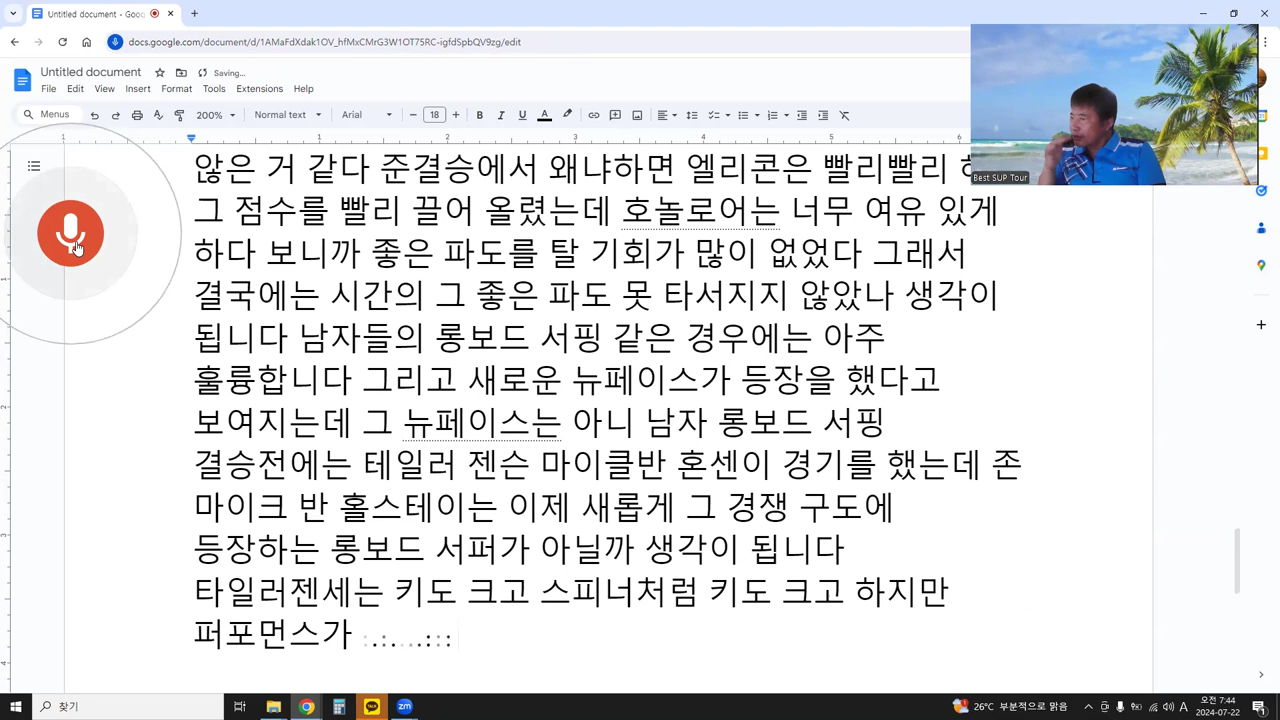 Untitled document - Goog
docs.google.com/document/d/1AMaFdXdak1OV_hfMxCMrG3W1OT75RC-igfdSpbQV9zg/edit
Untitled document
Saving...
File Edit View Insert Format Tools Extensions Help
Menus 200% Normal text Arial 18
1 1 2 3 4 5 6
Best SUP Tour
않은 거 같다 준결승에서 왜냐하면 엘리콘은 빨리빨리 하
그 점수를 빨리 끌어 올렸는데 호놀로어는 너무 여유 있게
하다 보니까 좋은 파도를 탈 기회가 많이 없었다 그래서
결국에는 시간의 그 좋은 파도 못 타서지지 않았나 생각이
됩니다 남자들의 롱보드 서핑 같은 경우에는 아주
훌륭합니다 그리고 새로운 뉴페이스가 등장을 했다고
보여지는데 그 뉴페이스는 아니 남자 롱보드 서핑
결승전에는 테일러 젠슨 마이클반 혼센이 경기를 했는데 존
마이크 반 홀스테이는 이제 새롭게 그 경쟁 구도에
등장하는 롱보드 서퍼가 아닐까 생각이 됩니다
타일러젠세는 키도 크고 스피너처럼 키도 크고 하지만
퍼포먼스가
찾기
TALK
zm
26°C 부분적으로 맑음
A
오전 7:44
2024-07-22